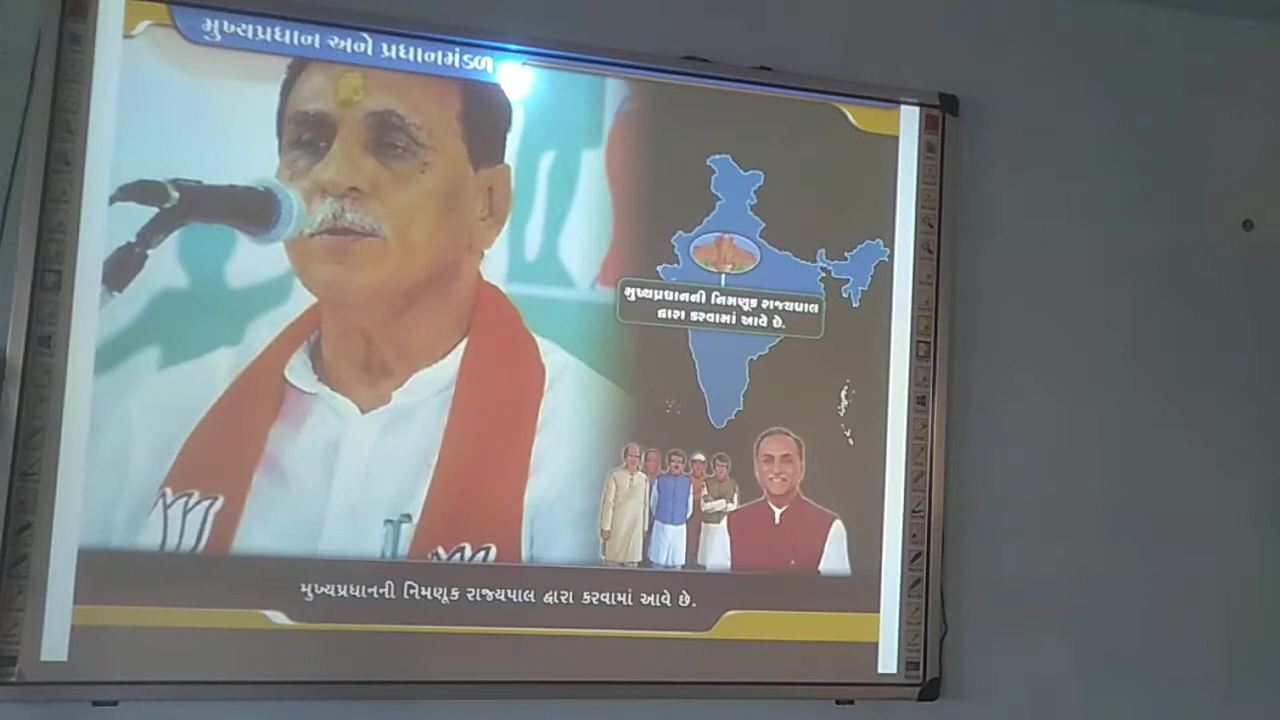 મુખ્યપ્રધાન અને પ્રધાનમંડળ
મુખ્યપ્રધાનની નિમણૂક રાજ્યપાલ
દ્વારા કરવામાં આવે છે.
મુખ્યપ્રધાનની નિમણૂક રાજ્યપાલ દ્વારા કરવામાં આવે છે.